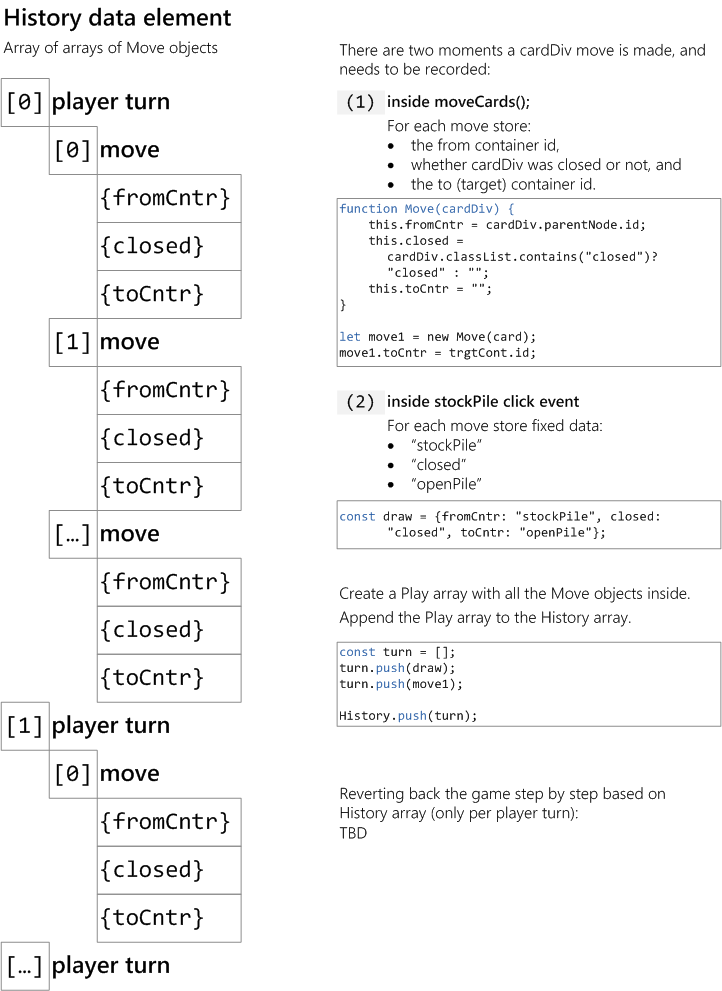 History data element
Array of arrays of Move objects
[0] player turn
[0] move
{fromCntr}
{closed}
{toCntr}
[1] move
{fromCntr}
{closed}
{toCntr}
[…] move
{fromCntr}
{closed}
{toCntr}
[1] player turn
[0] move
{fromCntr}
{closed}
{toCntr}
[…] player turn
There are two moments a cardDiv move is made, and
needs to be recorded:
(1) inside moveCards();
For each move store:
• the from container id,
• whether cardDiv was closed or not, and
• the to (target) container id.
function Move(cardDiv) {
this.fromCntr = cardDiv.parentNode.id;
this.closed =
cardDiv.classList.contains("closed")?
"closed" : "";
this.toCntr = "";
}
let move1 = new Move(card);
move1.toCntr = trgtCont.id;
(2) inside stockPile click event
For each move store fixed data:
• “stockPile”
• “closed”
• “openPile”
const draw = {fromCntr: "stockPile", closed:
"closed", toCntr: "openPile"};
Create a Play array with all the Move objects inside.
Append the Play array to the History array.
const turn = [];
turn.push(draw);
turn.push(move1);
History.push(turn);
Reverting back the game step by step based on
History array (only per player turn):
TBD